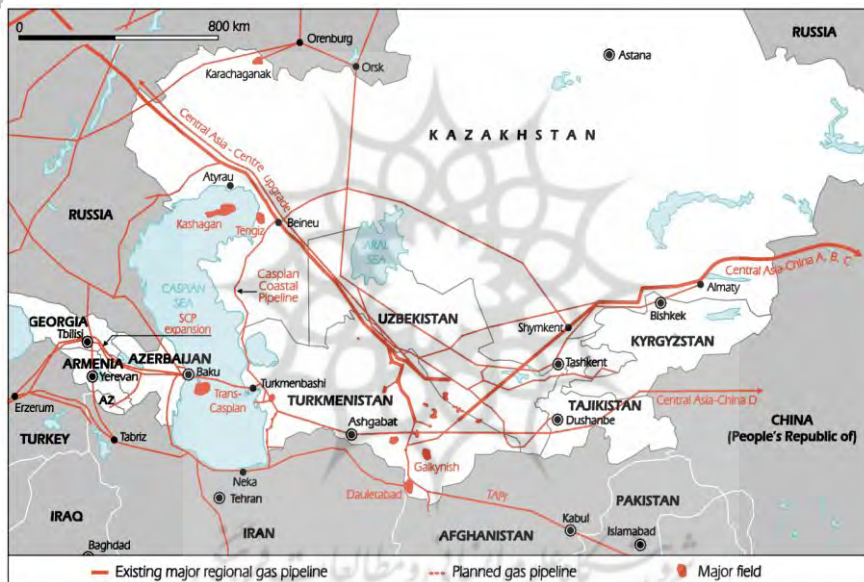 0 800 km
RUSSIA
Orenburg
Orsk
Karachaganak
Astana
KAZAKHSTAN
Central Asia - Centre upgrade
Atyrau
RUSSIA
Kashagan
Tengiz
Beineu
ARAL
SEA
Caspian
Coastal
Pipeline
CASPIAN
SEA
SCP
expansion
Central Asia-China A, B, C
Almaty
Bishkek
Shymkent
UZBEKISTAN
KYRGYZSTAN
GEORGIA
Tbilisi
AZERBAIJAN
ARMENIA
Yerevan
Baku
AZ
Tashkent
Turkmenbashi
Trans-
Caspian
TURKMENISTAN
TAJIKISTAN
Central Asia-China D
Dushanbe
Erzerum
Ashgabat
TURKEY
Tabriz
CHINA
(People's Republic of)
Galkynish
Neka
Tehran
Dauletabad
TAPI
PAKISTAN
Kabul
Islamabad
IRAQ
IRAN
AFGHANISTAN
Baghdad
Existing major regional gas pipeline
Planned gas pipeline
Major field